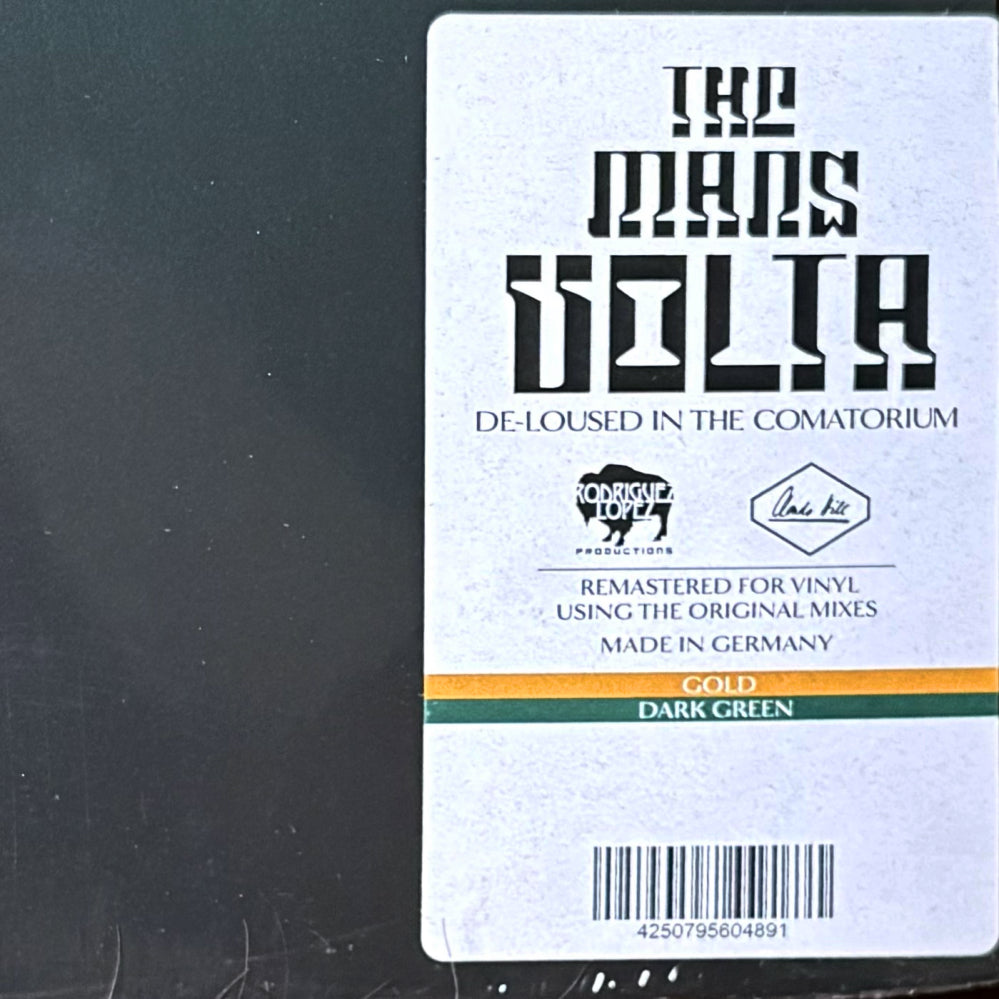 THE
MARS
VOLTA
DE-LOUSED IN THE COMATORIUM
RODRIGUEZ
LOPEZ
PRODUCTIONS
REMASTERED FOR VINYL
USING THE ORIGINAL MIXES
MADE IN GERMANY
GOLD
DARK GREEN
4250795604891